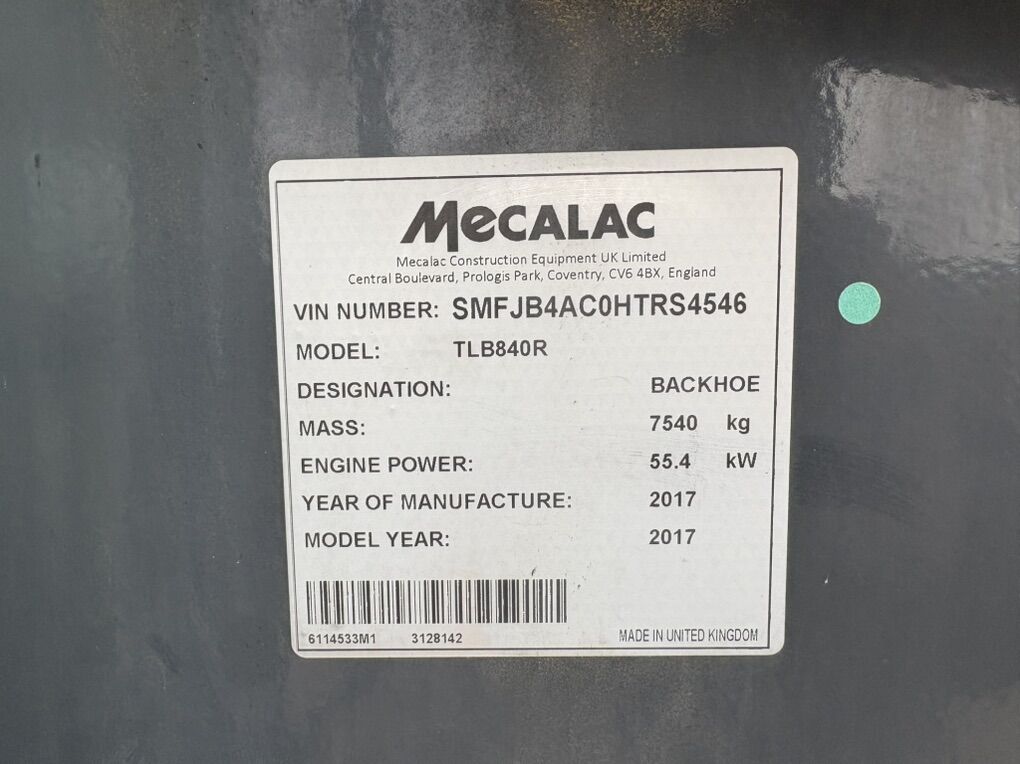 MeCALAC
Mecalac Construction Equipment UK Limited
Central Boulevard, Prologis Park, Coventry, CV6 4BX, England
VIN NUMBER: SMFJB4AC0HTRS4546
MODEL: TLB840R
DESIGNATION: BACKHOE
MASS: 7540 kg
ENGINE POWER: 55.4 kW
YEAR OF MANUFACTURE: 2017
MODEL YEAR: 2017
6114533M1 3128142 MADE IN UNITED KINGDOM